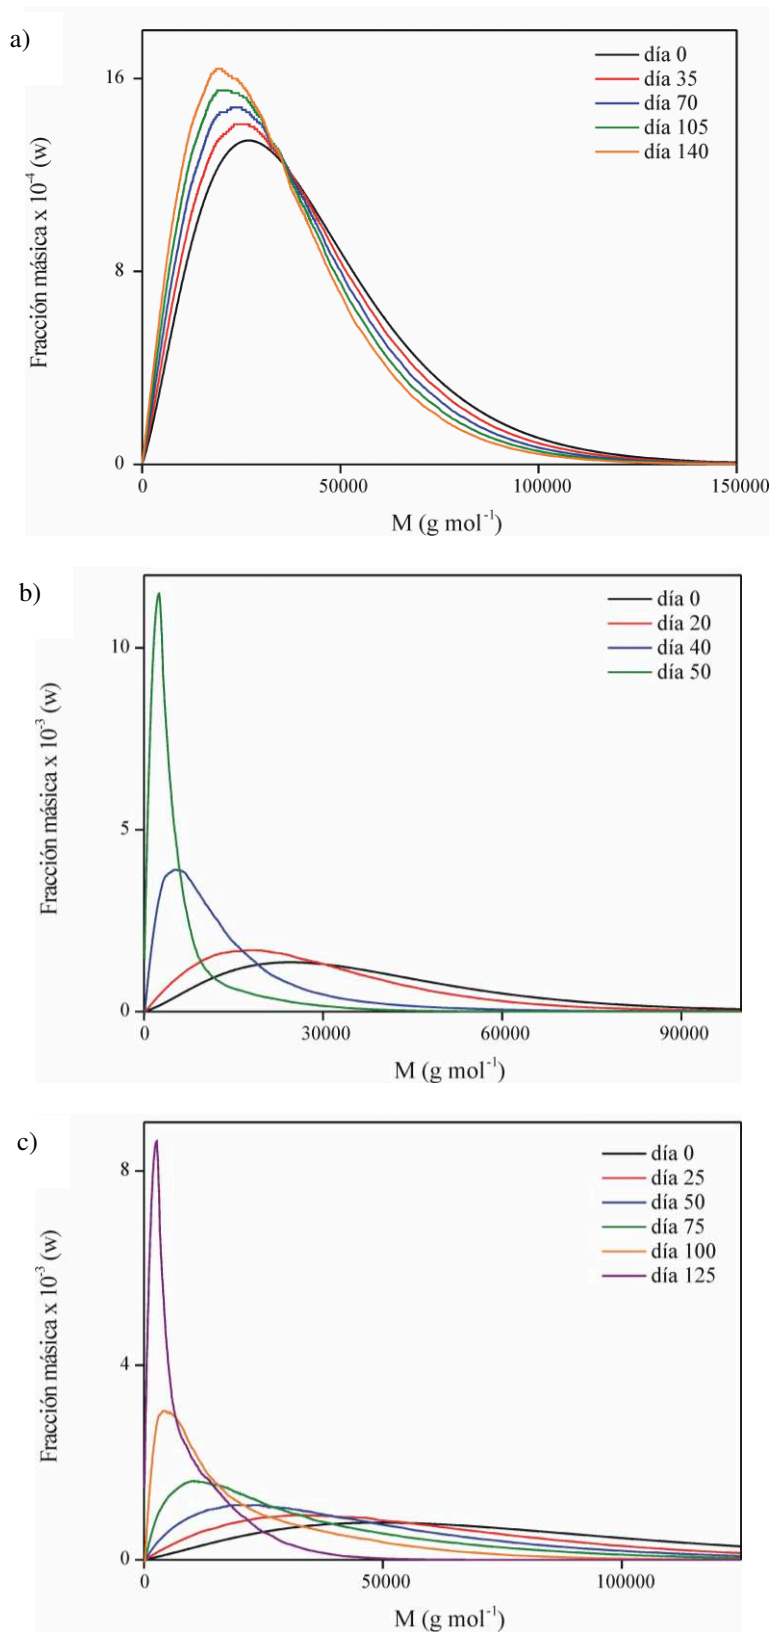 a)
Fracción másica x 10⁻⁴ (w)
16
8
0
día 0
día 35
día 70
día 105
día 140
0 50000 100000 150000
M (g mol⁻¹)
b)
Fracción másica x 10⁻³ (w)
10
5
0
día 0
día 20
día 40
día 50
0 30000 60000 90000
M (g mol⁻¹)
c)
Fracción másica x 10⁻³ (w)
8
4
0
día 0
día 25
día 50
día 75
día 100
día 125
0 50000 100000
M (g mol⁻¹)